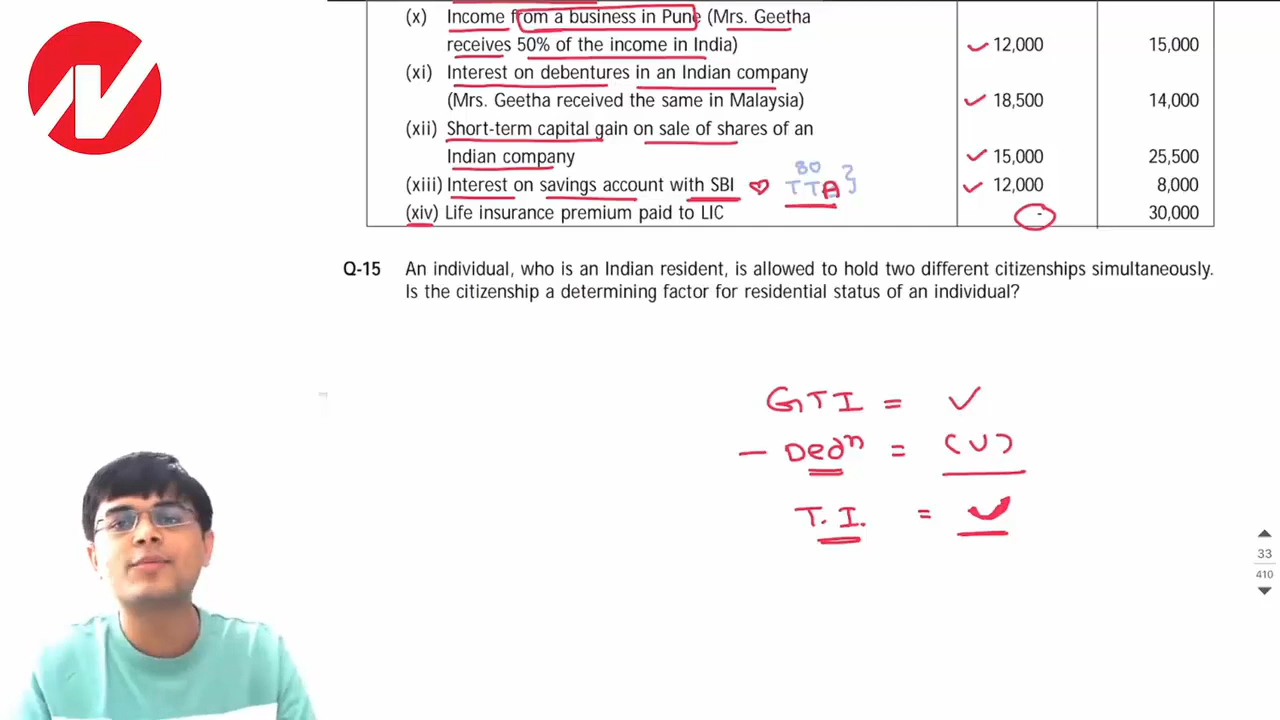 (x) Income from a business in Pune (Mrs. Geetha
receives 50% of the income in India) 12,000 15,000
(xi) Interest on debentures in an Indian company
(Mrs. Geetha received the same in Malaysia) 18,500 14,000
(xii) Short-term capital gain on sale of shares of an
Indian company 15,000 25,500
80
(xiii) Interest on savings account with SBI TTA } 12,000 8,000
(xiv) Life insurance premium paid to LIC - 30,000
Q-15 An individual, who is an Indian resident, is allowed to hold two different citizenships simultaneously.
Is the citizenship a determining factor for residential status of an individual?
GTI = ✓
- Dedⁿ = (✓)
T.I. = ✓
33
410